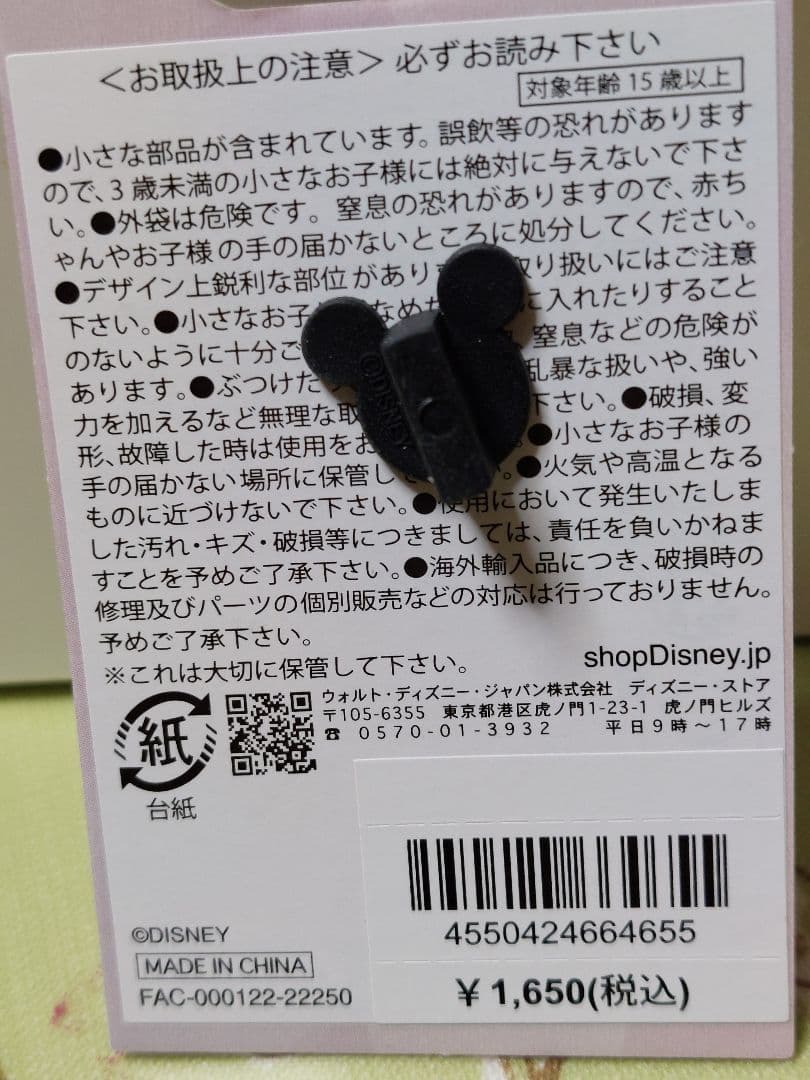 ＜お取扱上の注意＞ 必ずお読み下さい
対象年齢 15 歳以上
●小さな部品が含まれています。誤飲等の恐れがあります
ので、3 歳未満の小さなお子様には絶対に与えないで下さ
い。●外袋は危険です。窒息の恐れがありますので、赤ち
ゃんやお子様の手の届かないところに処分してください。
●デザイン上鋭利な部位があり 取り扱いにはご注意
下さい。●小さなお子 なめ に入れたりすること
のないように十分ご 窒息などの危険が
あります。●ぶつけた 乱暴な扱いや、強い
力を加えるなど無理な取 下さい。●破損、変
形、故障した時は使用をお ●小さなお子様の
手の届かない場所に保管し い。●火気や高温となる
ものに近づけないで下さい。●使用において発生いたしま
した汚れ・キズ・破損等につきましては、責任を負いかねま
すことを予めご了承下さい。●海外輸入品につき、破損時の
修理及びパーツの個別販売などの対応は行っておりません。
予めご了承下さい。
※これは大切に保管して下さい。
shopDisney.jp
©DISNEY
紙
台紙
ウォルト・ディズニー・ジャパン株式会社 ディズニー・ストア
〒105-6355 東京都港区虎ノ門1-23-1 虎ノ門ヒルズ
☎ 0570-01-3932 平日9時～17時
4550424664655
¥ 1,650(税込)
©DISNEY
MADE IN CHINA
FAC-000122-22250